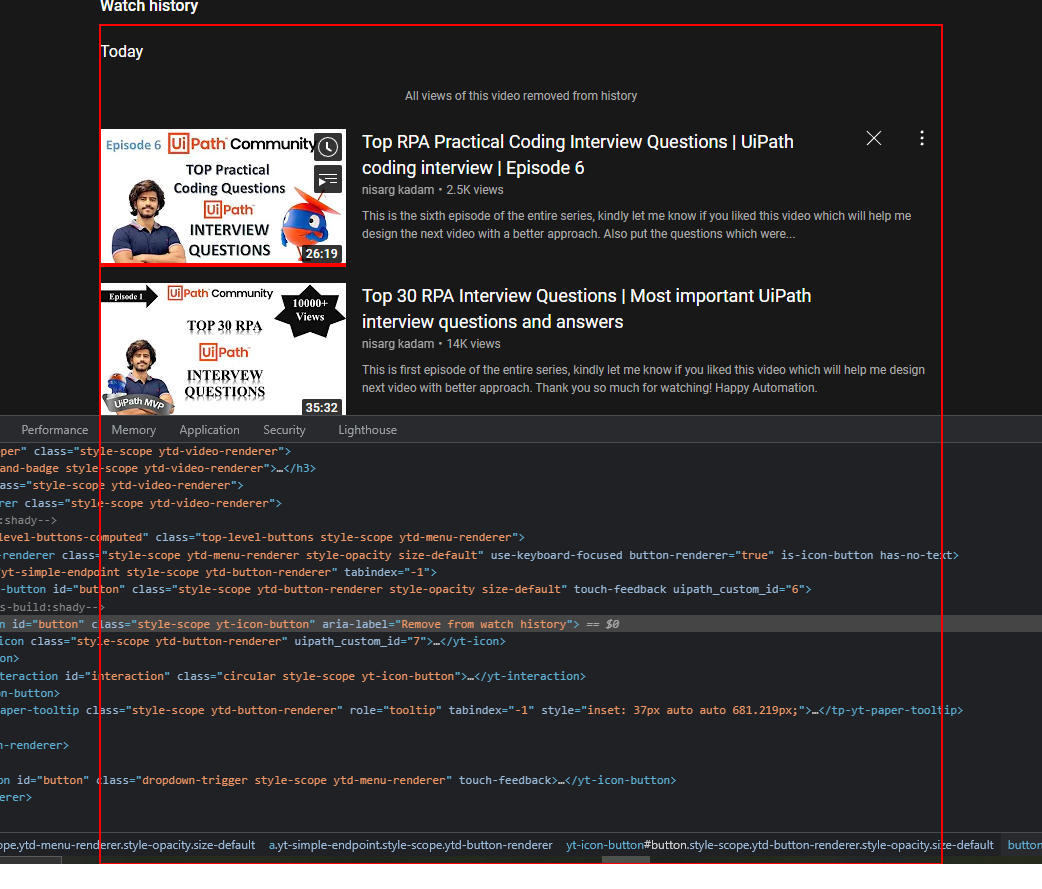 Watch history
Today
All views of this video removed from history
Episode 6 UiPath Community
TOP Practical
Coding Questions
UiPath
INTERVIEW
QUESTIONS
26:19
Top RPA Practical Coding Interview Questions | UiPath
coding interview | Episode 6
nisarg kadam • 2.5K views
This is the sixth episode of the entire series, kindly let me know if you liked this video which will help me
design the next video with a better approach. Also put the questions which were...
Episode 1 UiPath Community
10000+
Views
TOP 30 RPA
UiPath
INTERVEW
QUESTIONS
UiPath MVP
35:32
Top 30 RPA Interview Questions | Most important UiPath
interview questions and answers
nisarg kadam • 14K views
This is first episode of the entire series, kindly let me know if you liked this video which will help me design
next video with better approach. Thank you so much for watching! Happy Automation.
Performance Memory Application Security Lighthouse
per" class="style-scope ytd-video-renderer">
and-badge style-scope ytd-video-renderer">…</h3>
ass="style-scope ytd-video-renderer">
rer class="style-scope ytd-video-renderer">
:shady-->
level-buttons-computed" class="top-level-buttons style-scope ytd-menu-renderer">
-renderer class="style-scope ytd-menu-renderer style-opacity size-default" use-keyboard-focused button-renderer="true" is-icon-button has-no-text>
yt-simple-endpoint style-scope ytd-button-renderer" tabindex="-1">
-button id="button" class="style-scope ytd-button-renderer style-opacity size-default" touch-feedback uipath_custom_id="6">
s-build:shady-->
n id="button" class="style-scope yt-icon-button" aria-label="Remove from watch history"> == $0
icon class="style-scope ytd-button-renderer" uipath_custom_id="7">…</yt-icon>
on>
teraction id="interaction" class="circular style-scope yt-icon-button">…</yt-interaction>
on-button>
aper-tooltip class="style-scope ytd-button-renderer" role="tooltip" tabindex="-1" style="inset: 37px auto auto 681.219px;">…</tp-yt-paper-tooltip>
n-renderer>
on id="button" class="dropdown-trigger style-scope ytd-menu-renderer" touch-feedback>…</yt-icon-button>
erer>
ope.ytd-menu-renderer.style-opacity.size-default a.yt-simple-endpoint.style-scope.ytd-button-renderer yt-icon-button#button.style-scope.ytd-button-renderer.style-opacity.size-default button